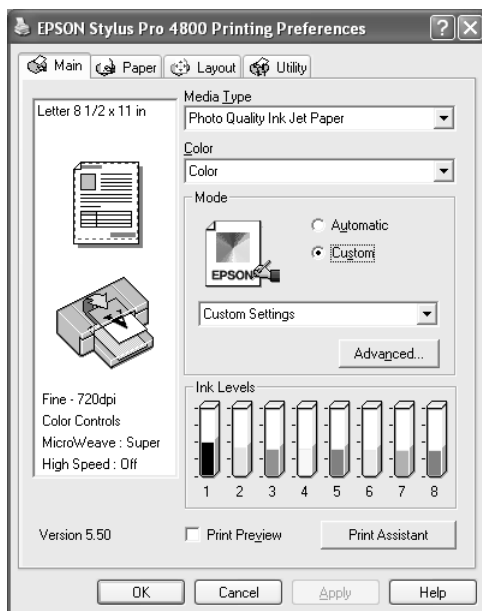 EPSON Stylus Pro 4800 Printing Preferences
Main Paper Layout Utility
Letter 8 1/2 x 11 in
Media Type
Photo Quality Ink Jet Paper
Color
Color
Mode
Automatic
Custom
EPSON
Custom Settings
Advanced...
Fine - 720dpi
Color Controls
MicroWeave : Super
High Speed : Off
Ink Levels
1 2 3 4 5 6 7 8
Version 5.50
Print Preview
Print Assistant
OK Cancel Apply Help